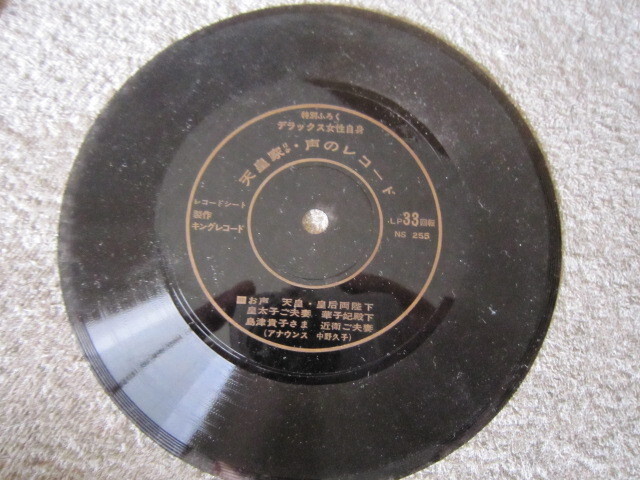 特別ふろく
デラックス女性自身
天皇家の・声のレコード
レコードシート
製作
キングレコード
LP33回転
NS 255
お声 天皇・皇后両陛下
皇太子ご夫妻 華子妃殿下
島津貴子さま 近衛ご夫妻
(アナウンス 中野久子)